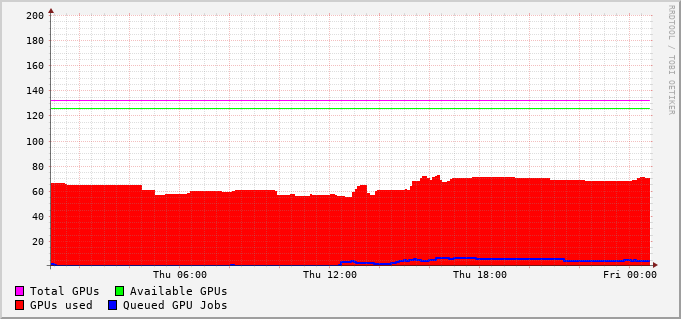 200
180
160
140
120
100
80
60
40
20
Thu 06:00 Thu 12:00 Thu 18:00 Fri 00:00
Total GPUs Available GPUs
GPUs used Queued GPU Jobs
RRDTOOL / TOBI OETIKER